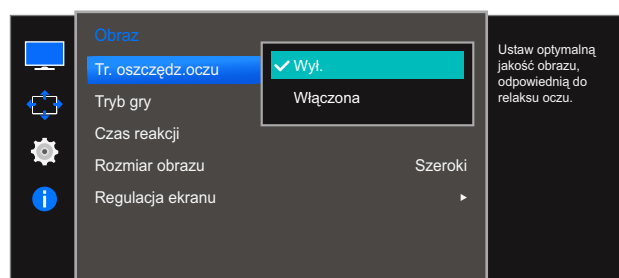 Obraz
Tr. oszczędz.oczu
Wył.
Włączona
Tryb gry
Czas reakcji
Rozmiar obrazu Szeroki
Regulacja ekranu
Ustaw optymalną
jakość obrazu,
odpowiednią do
relaksu oczu.